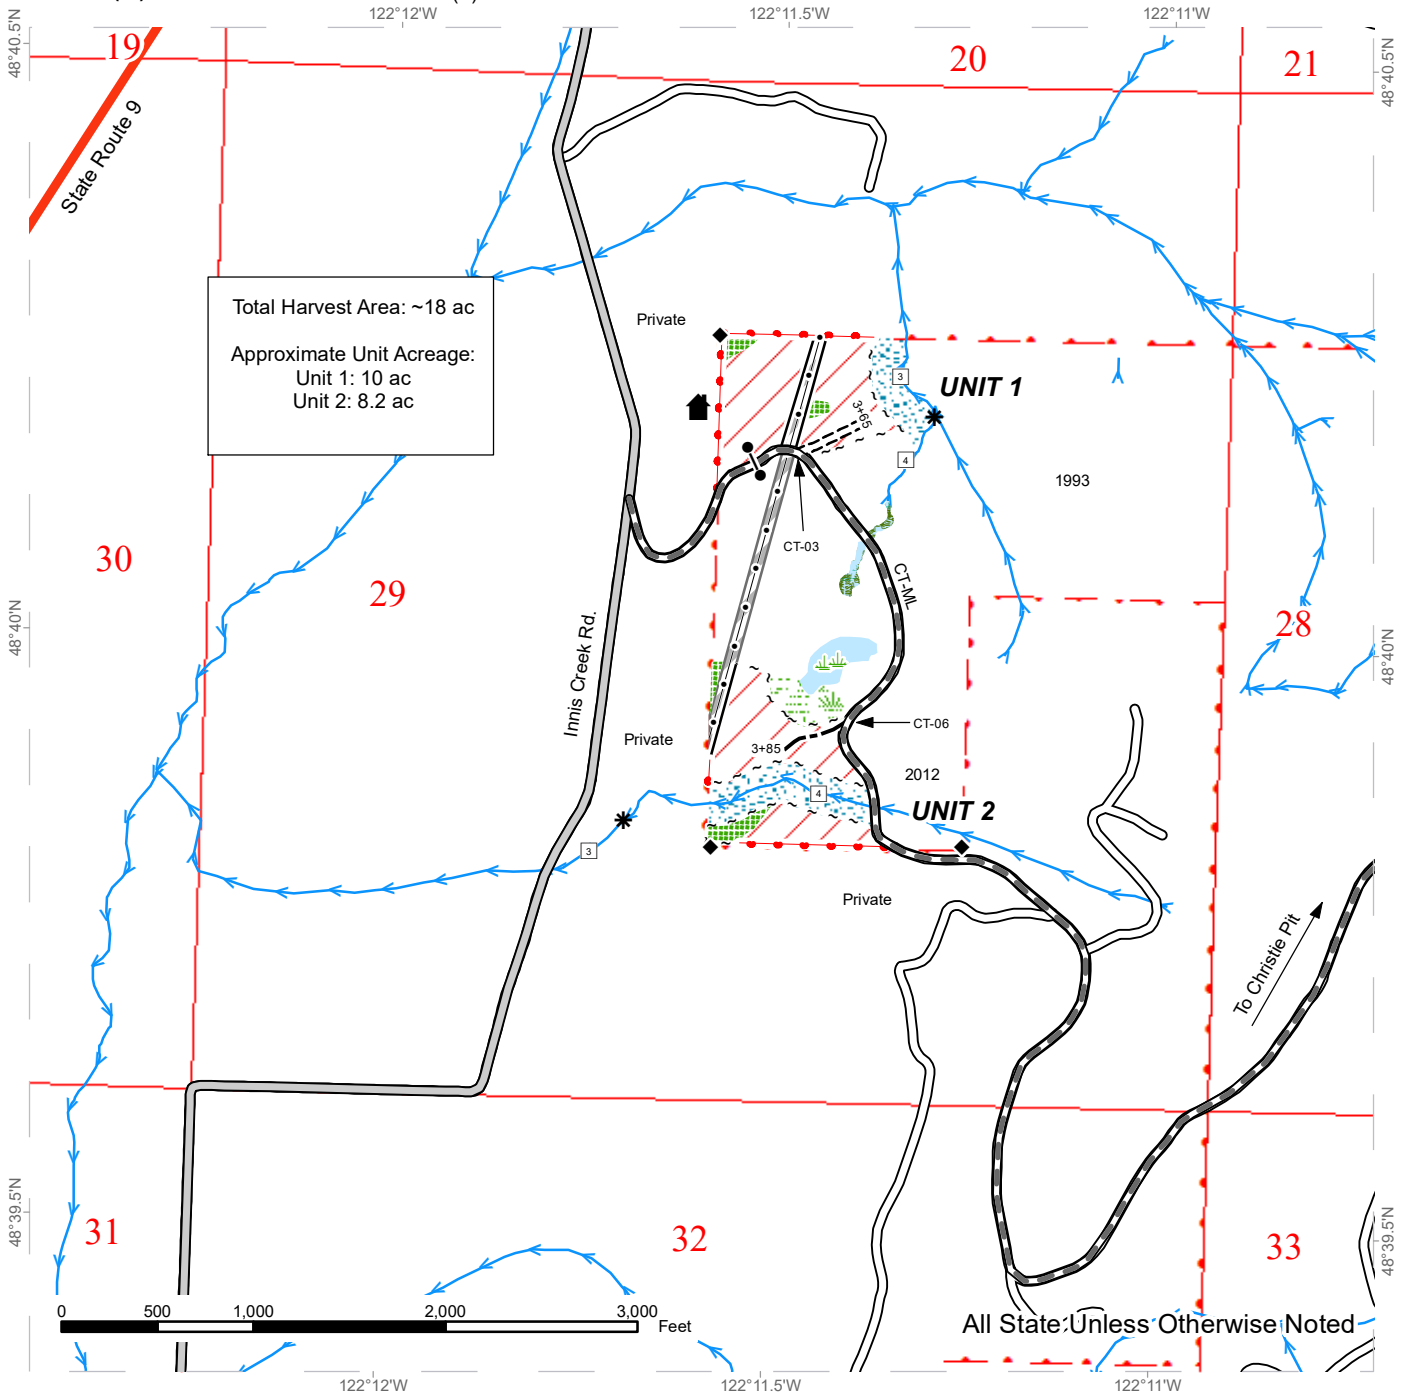 122°12'W
122°11.5'W
122°11'W
48°40.5'N
48°40.5'N
19
20
21
State Route 9
Total Harvest Area: ~18 ac
Approximate Unit Acreage:
Unit 1: 10 ac
Unit 2: 8.2 ac
Private
3
UNIT 1
3+65
4
1993
CT-03
30
29
CT-ML
28
48°40'N
48°40'N
Innis Creek Rd.
Private
CT-06
3+85
2012
4
UNIT 2
3
Private
To Christie Pit
31
32
33
48°39.5'N
48°39.5'N
0
500
1,000
2,000
3,000
Feet
All State Unless Otherwise Noted
122°12'W
122°11.5'W
122°11'W